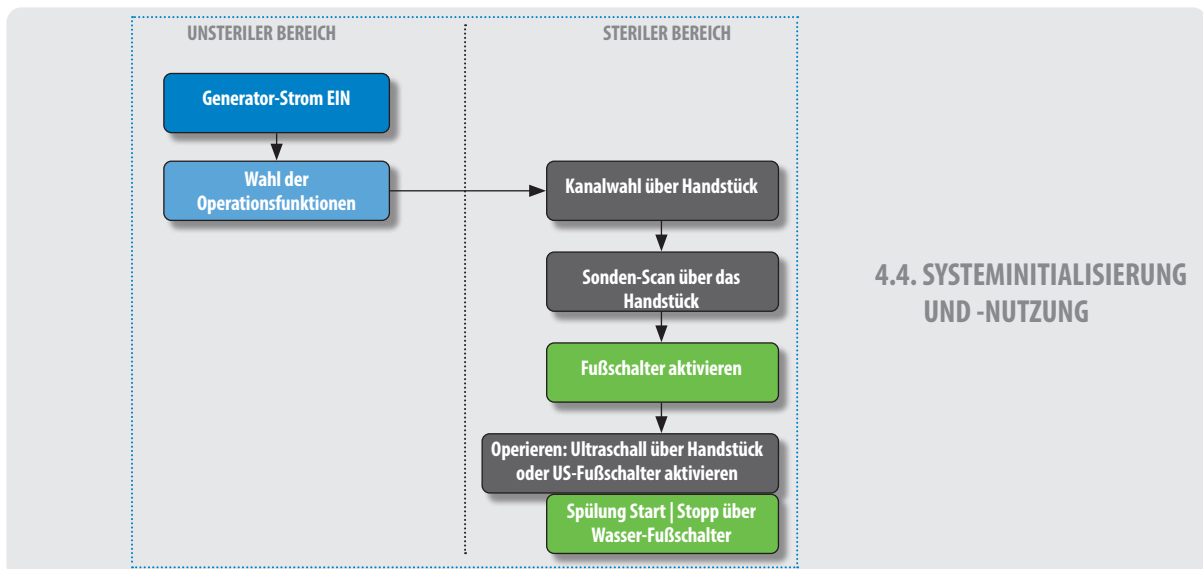 UNSTERILER BEREICH
STERILER BEREICH
Generator-Strom EIN
Wahl der
Operationsfunktionen
Kanalwahl über Handstück
Sonden-Scan über das
Handstück
Fußschalter aktivieren
Operieren: Ultraschall über Handstück
oder US-Fußschalter aktivieren
Spülung Start | Stopp über
Wasser-Fußschalter
4.4. SYSTEMINITIALISIERUNG
UND -NUTZUNG